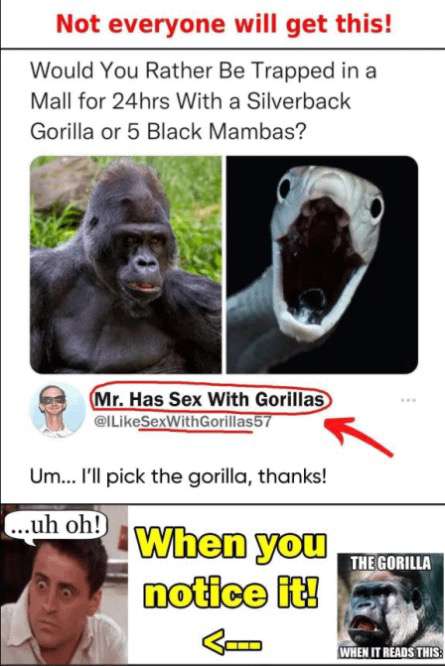 Not everyone will get this!
Would You Rather Be Trapped in a
Mall for 24hrs With a Silverback
Gorilla or 5 Black Mambas?
Mr. Has Sex With Gorillas
@ILikeSexWithGorillas57
Um... I'll pick the gorilla, thanks!
...uh oh!
When you
notice it!
<---
THE GORILLA
WHEN IT READS THIS: